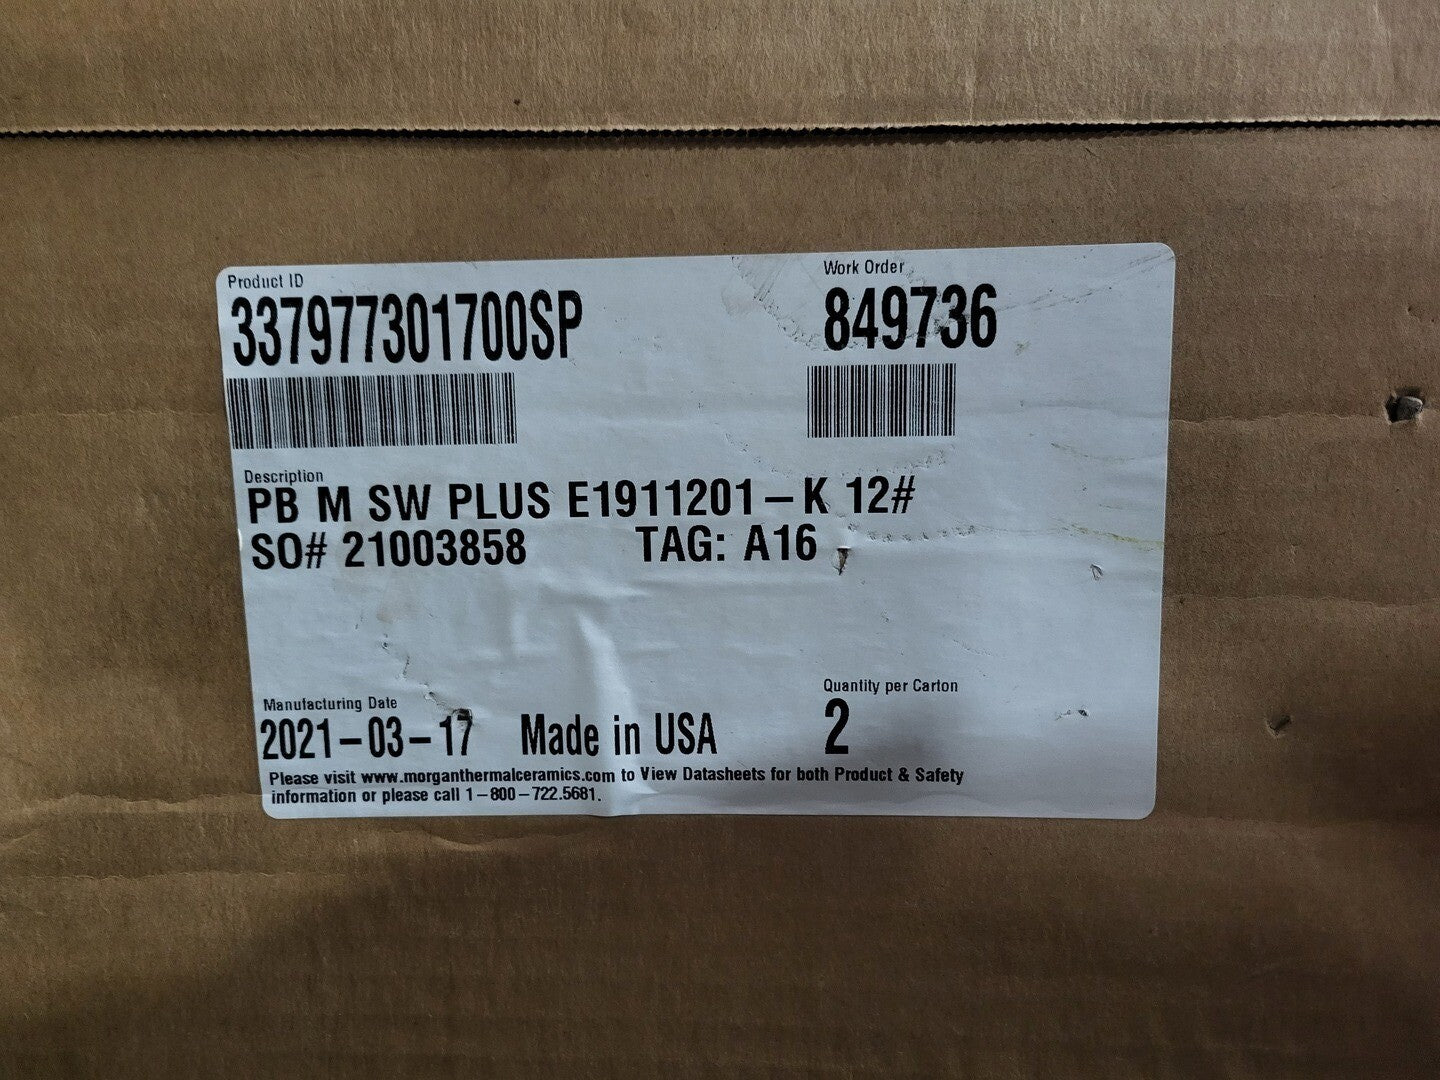 Product ID
337977301700SP
Work Order
849736
Description
PB M SW PLUS E1911201-K 12#
SO# 21003858 TAG: A16
Manufacturing Date
2021-03-17 Made in USA
Quantity per Carton
2
Please visit www.morganthermalceramics.com to View Datasheets for both Product & Safety
information or please call 1-800-722.5681.